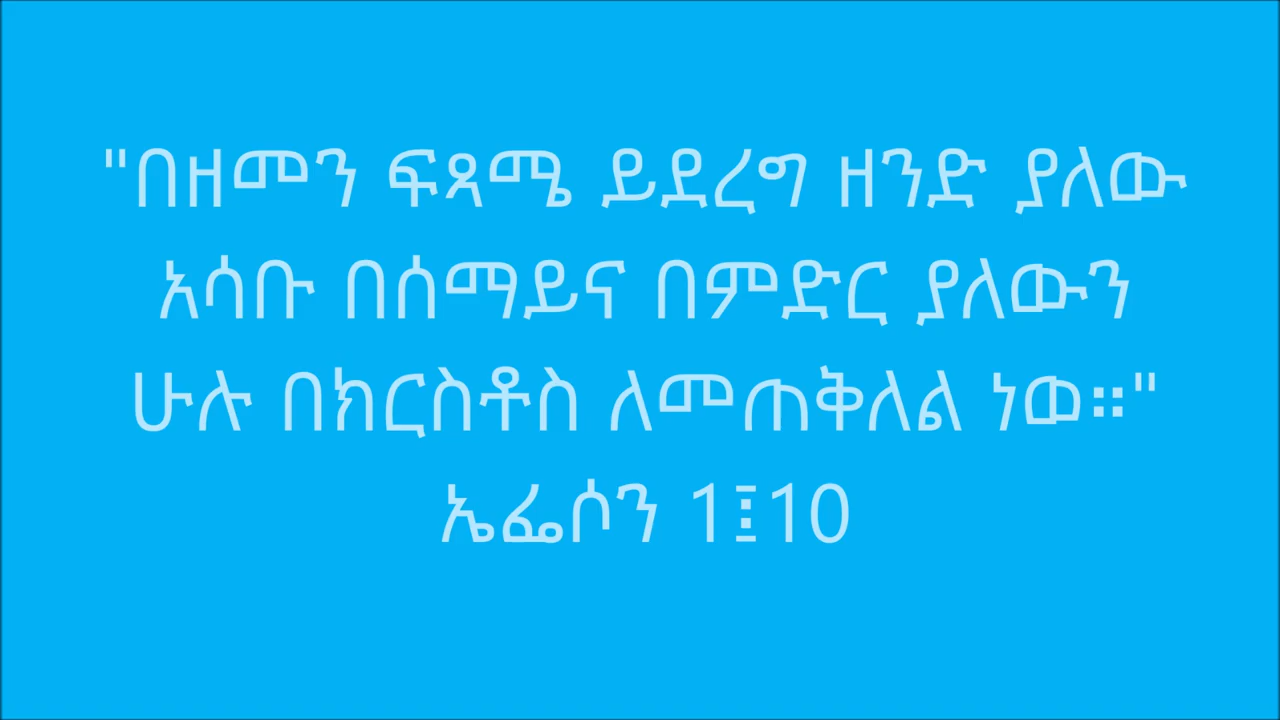 "በዘመን ፍጻሜ ይደረግ ዘንድ ያለው
አሳቡ በሰማይና በምድር ያለውን
ሁሉ በክርስቶስ ለመጠቅለል ነው።"
ኤፌሶን 1፤10